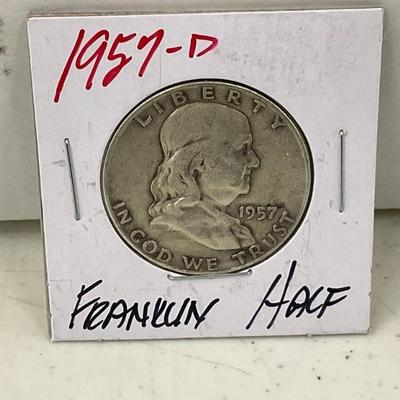 1957-D
LIBERTY
1957
IN GOD WE TRUST
FRANKLIN HALF